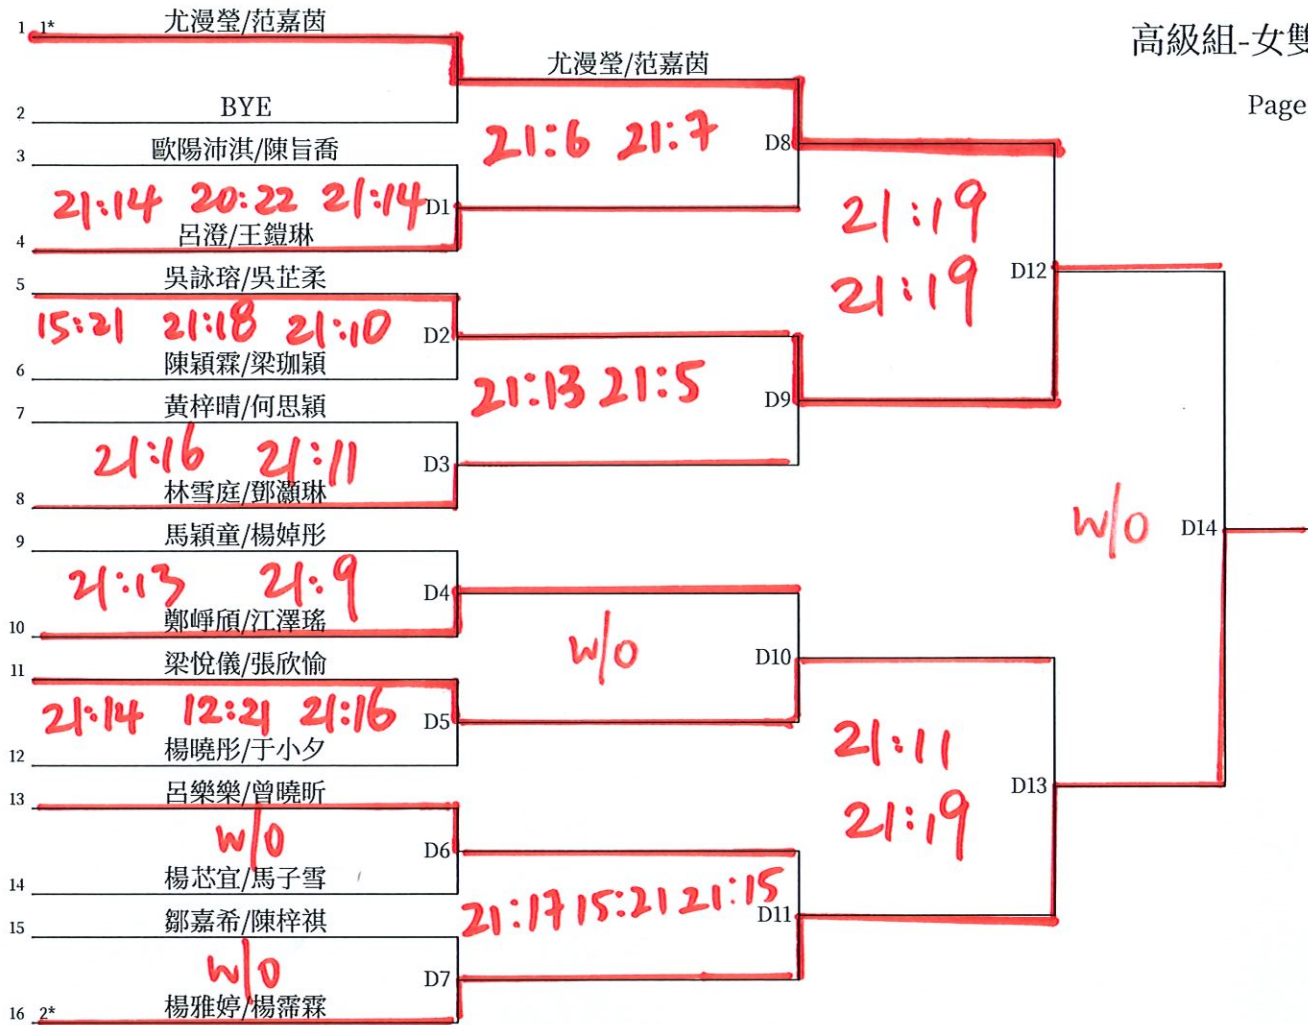 高級組-女雙
Page
1 1* 尤漫瑩/范嘉茵
尤漫瑩/范嘉茵
2 BYE
21:6 21:7 D8
3 歐陽沛淇/陳旨喬
21:14 20:22 21:14 D1
4 呂澄/王鎧琳
21:19
21:19 D12
5 吳詠瑢/吳芷柔
15:21 21:18 21:10 D2
6 陳穎霖/梁珈穎
21:13 21:5 D9
7 黃梓晴/何思穎
21:16 21:11 D3
8 林雪庭/鄧灝琳
W/O D14
9 馬穎童/楊婥彤
21:13 21:9 D4
10 鄭崢頎/江澤瑤
W/O D10
11 梁悅儀/張欣愉
21:14 12:21 21:16 D5
12 楊曉彤/于小夕
21:11
21:19 D13
13 呂樂樂/曾曉昕
W/O D6
14 楊芯宜/馬子雪
21:17 15:21 21:15 D11
15 鄒嘉希/陳梓祺
W/O D7
16 2* 楊雅婷/楊霈霖